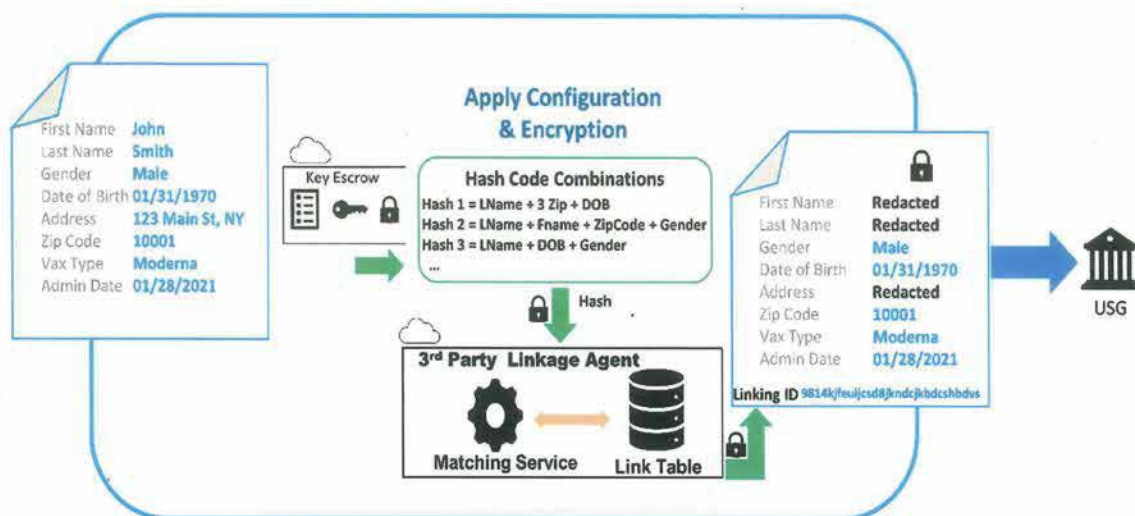 First Name John
Last Name Smith
Gender Male
Date of Birth 01/31/1970
Address 123 Main St, NY
Zip Code 10001
Vax Type Moderna
Admin Date 01/28/2021
Key Escrow
Apply Configuration
& Encryption
Hash Code Combinations
Hash 1 = LName + 3 Zip + DOB
Hash 2 = LName + Fname + ZipCode + Gender
Hash 3 = LName + DOB + Gender
...
Hash
3rd Party Linkage Agent
Matching Service
Link Table
First Name Redacted
Last Name Redacted
Gender Male
Date of Birth 01/31/1970
Address Redacted
Zip Code 10001
Vax Type Moderna
Admin Date 01/28/2021
Linking ID 9814kjfeuijcsd8jkndcjkbdcshbdvs
USG